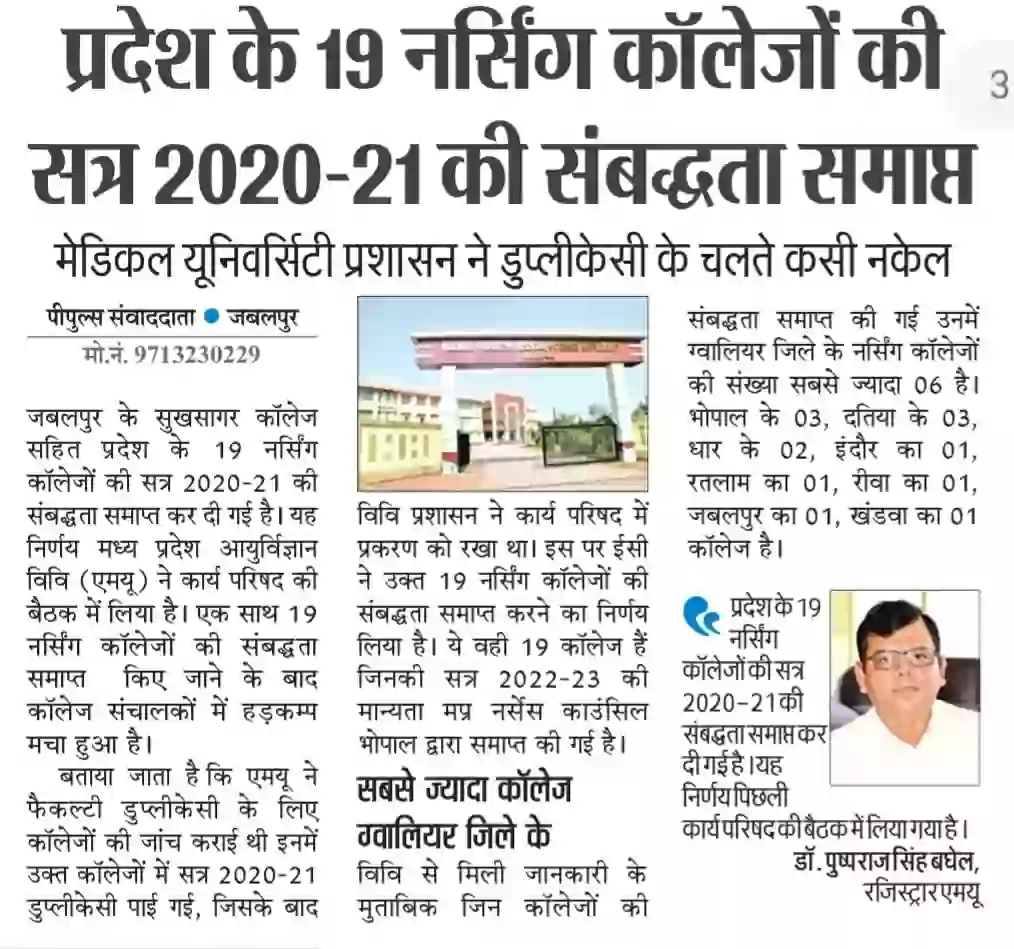 प्रदेश के 19 नर्सिंग कॉलेजों की
3
सत्र 2020-21 की संबद्धता समाप्त
मेडिकल यूनिवर्सिटी प्रशासन ने डुप्लीकेसी के चलते कसी नकेल
पीपुल्स संवाददाता ● जबलपुर
मो.नं. 9713230229
जबलपुर के सुखसागर कॉलेज
सहित प्रदेश के 19 नर्सिंग
कॉलेजों की सत्र 2020-21 की
संबद्धता समाप्त कर दी गई है। यह
निर्णय मध्य प्रदेश आयुर्विज्ञान
विवि (एमयू) ने कार्य परिषद की
बैठक में लिया है। एक साथ 19
नर्सिंग कॉलेजों की संबद्धता
समाप्त किए जाने के बाद
कॉलेज संचालकों में हड़कम्प
मचा हुआ है।
बताया जाता है कि एमयू ने
फैकल्टी डुप्लीकेसी के लिए
कॉलेजों की जांच कराई थी इनमें
उक्त कॉलेजों में सत्र 2020-21
डुप्लीकेसी पाई गई, जिसके बाद
विवि प्रशासन ने कार्य परिषद में
प्रकरण को रखा था। इस पर ईसी
ने उक्त 19 नर्सिंग कॉलेजों की
संबद्धता समाप्त करने का निर्णय
लिया है। ये वही 19 कॉलेज हैं
जिनकी सत्र 2022-23 की
मान्यता मप्र नर्सेस काउंसिल
भोपाल द्वारा समाप्त की गई है।
सबसे ज्यादा कॉलेज
ग्वालियर जिले के
विवि से मिली जानकारी के
मुताबिक जिन कॉलेजों की
संबद्धता समाप्त की गई उनमें
ग्वालियर जिले के नर्सिंग कॉलेजों
की संख्या सबसे ज्यादा 06 है।
भोपाल के 03, दतिया के 03,
धार के 02, इंदौर का 01,
रतलाम का 01, रीवा का 01,
जबलपुर का 01, खंडवा का 01
कॉलेज है।
प्रदेश के 19
नर्सिंग
कॉलेजों की सत्र
2020-21 की
संबद्धता समाप्त कर
दी गई है। यह
निर्णय पिछली
कार्य परिषद की बैठक में लिया गया है।
डॉ. पुष्पराज सिंह बघेल,
रजिस्ट्रार एमयू